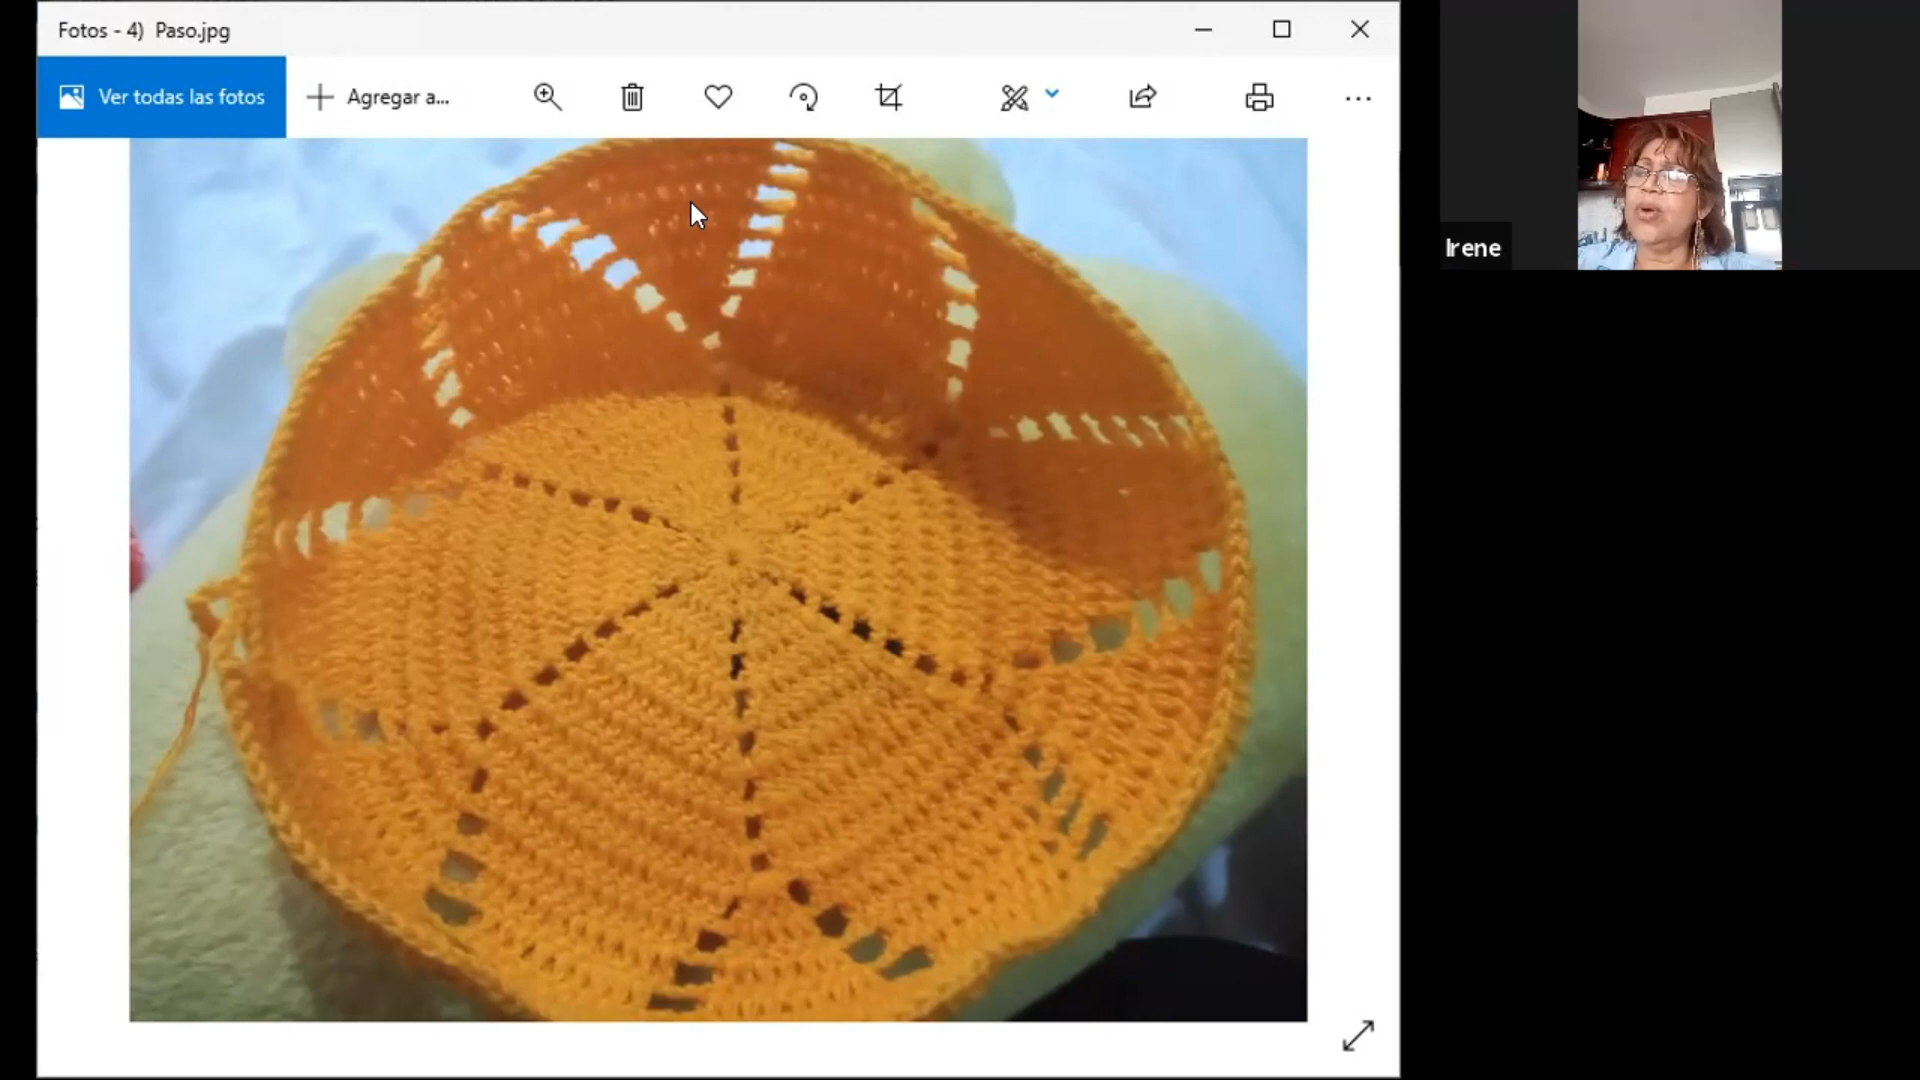 Fotos - 4) Paso.jpg
Ver todas las fotos
Agregar a...
Irene